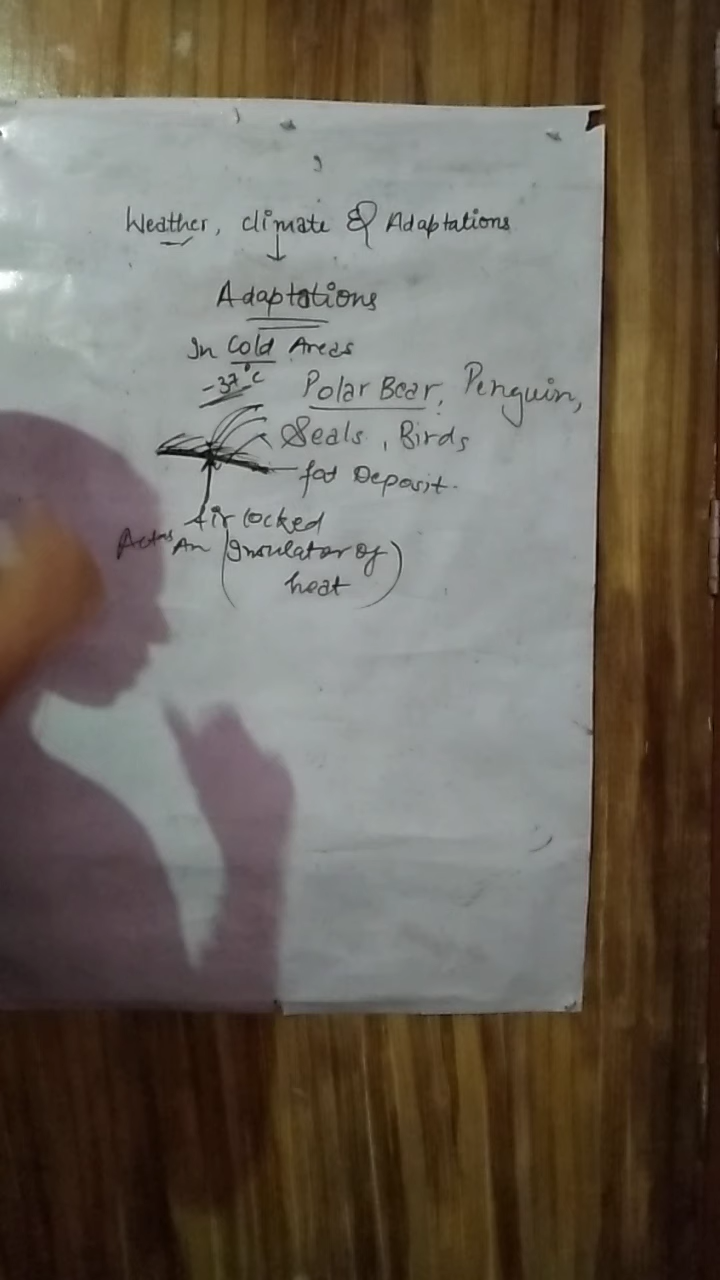 Weather, climate & Adaptations
Adaptations
In Cold Areas
-37°C Polar Bear, Penguin,
Seals, Birds
fat Deposit.
Air locked
Acts An (Insulator of
heat)